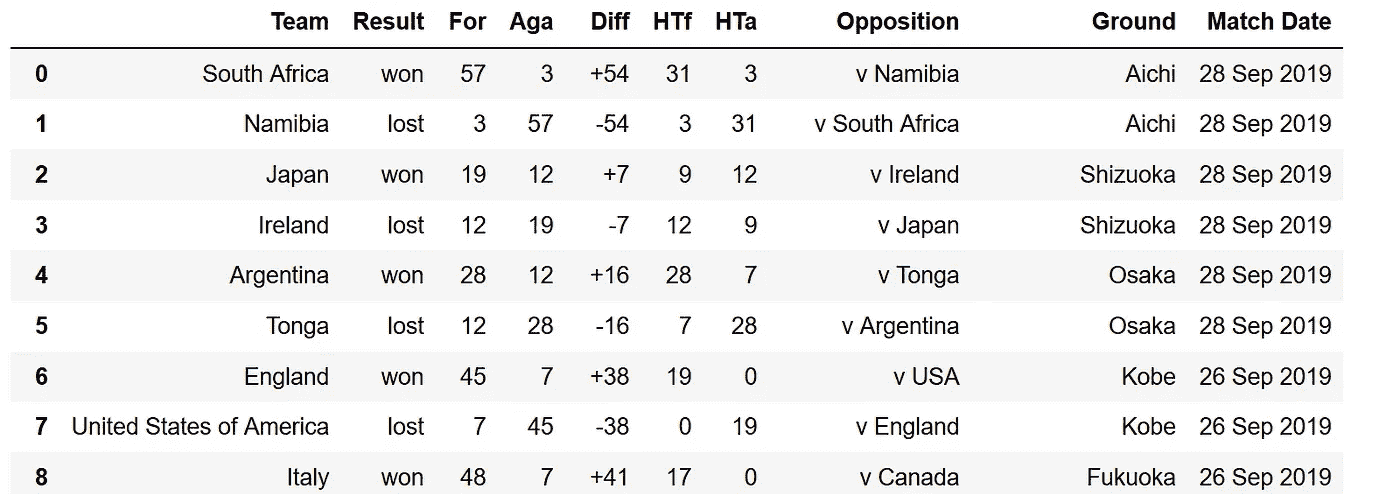 Team Result For Aga Diff HTf HTa Opposition Ground Match Date
0 South Africa won 57 3 +54 31 3 v Namibia Aichi 28 Sep 2019
1 Namibia lost 3 57 -54 3 31 v South Africa Aichi 28 Sep 2019
2 Japan won 19 12 +7 9 12 v Ireland Shizuoka 28 Sep 2019
3 Ireland lost 12 19 -7 12 9 v Japan Shizuoka 28 Sep 2019
4 Argentina won 28 12 +16 28 7 v Tonga Osaka 28 Sep 2019
5 Tonga lost 12 28 -16 7 28 v Argentina Osaka 28 Sep 2019
6 England won 45 7 +38 19 0 v USA Kobe 26 Sep 2019
7 United States of America lost 7 45 -38 0 19 v England Kobe 26 Sep 2019
8 Italy won 48 7 +41 17 0 v Canada Fukuoka 26 Sep 2019